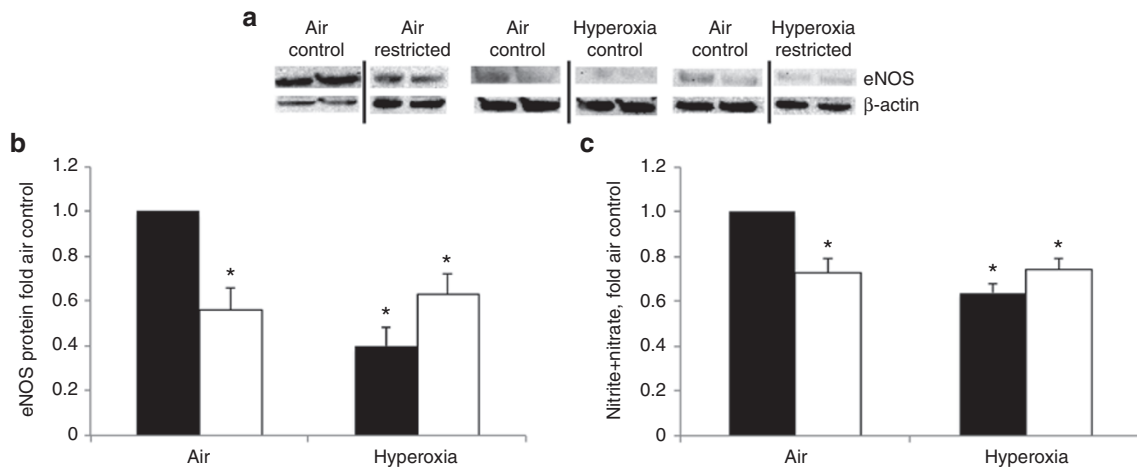 a
Air control
Air restricted
Air control
Hyperoxia control
Air control
Hyperoxia restricted
eNOS
β-actin
b
eNOS protein fold air control
1.2
1.0
0.8
0.6
0.4
0.2
0
*
*
*
Air
Hyperoxia
c
Nitrite+nitrate, fold air control
1.2
1.0
0.8
0.6
0.4
0.2
0
*
*
*
Air
Hyperoxia